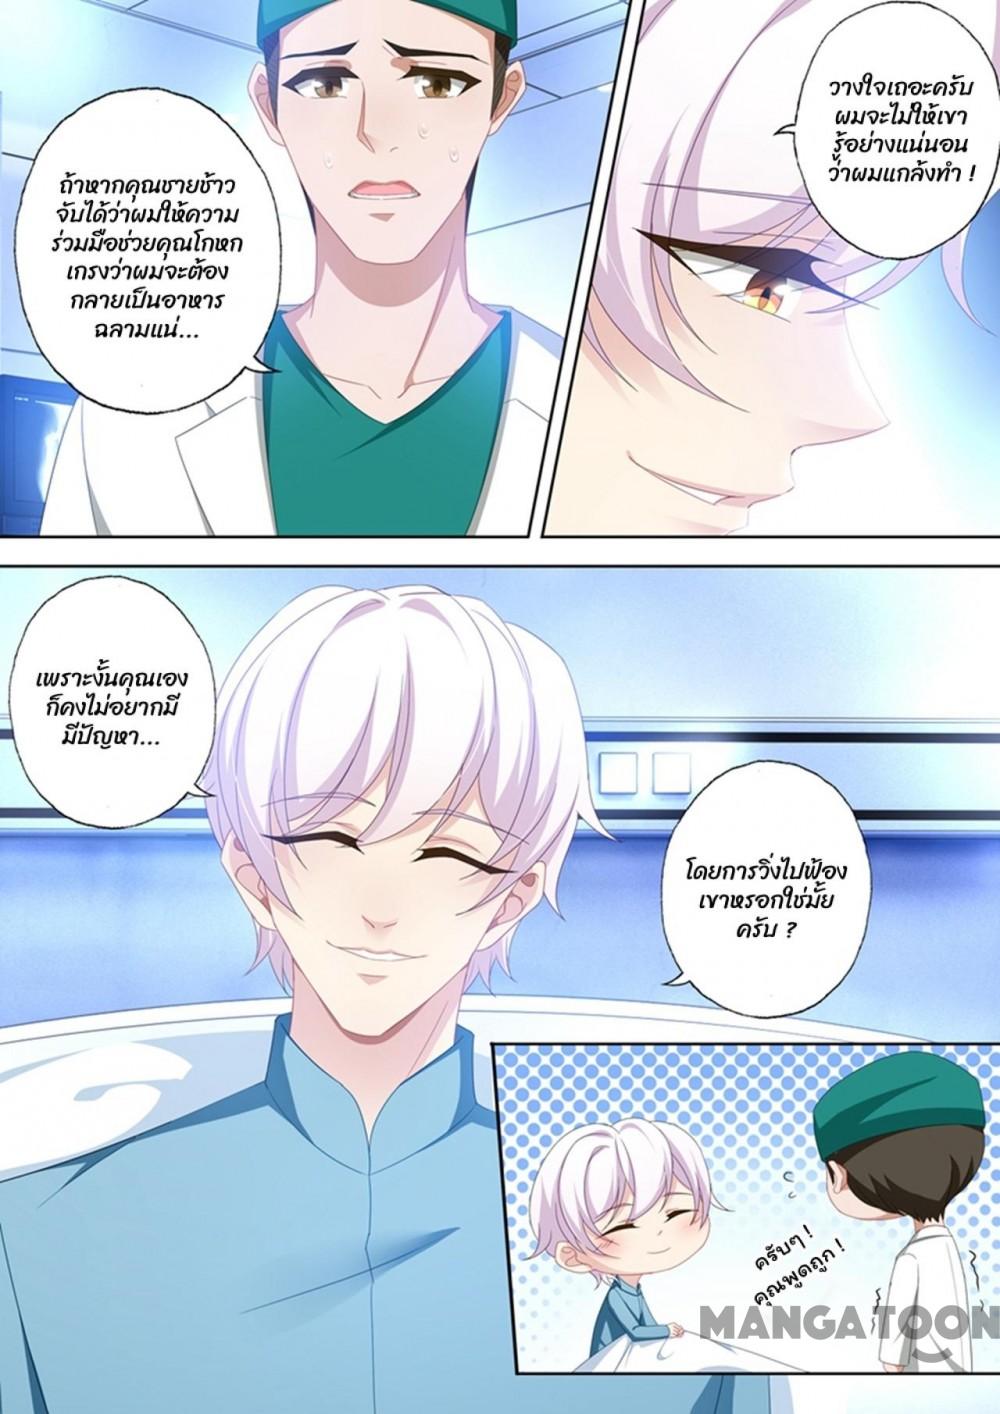 ถ้าหากคุณชายช้าว
จับได้ว่าผมให้ความ
ร่วมมือช่วยคุณโกหก
เกรงว่าผมจะต้อง
กลายเป็นอาหาร
ฉลามแน่...
วางใจเถอะครับ
ผมจะไม่ให้เขา
รู้อย่างแน่นอน
ว่าผมแกล้งทำ !
เพราะงั้นคุณเอง
ก็คงไม่อยากมี
มีปัญหา...
โดยการวิ่งไปฟ้อง
เขาหรอกใช่มั้ย
ครับ ?
ครับๆ !
คุณพูดถูก !
MANGATOON